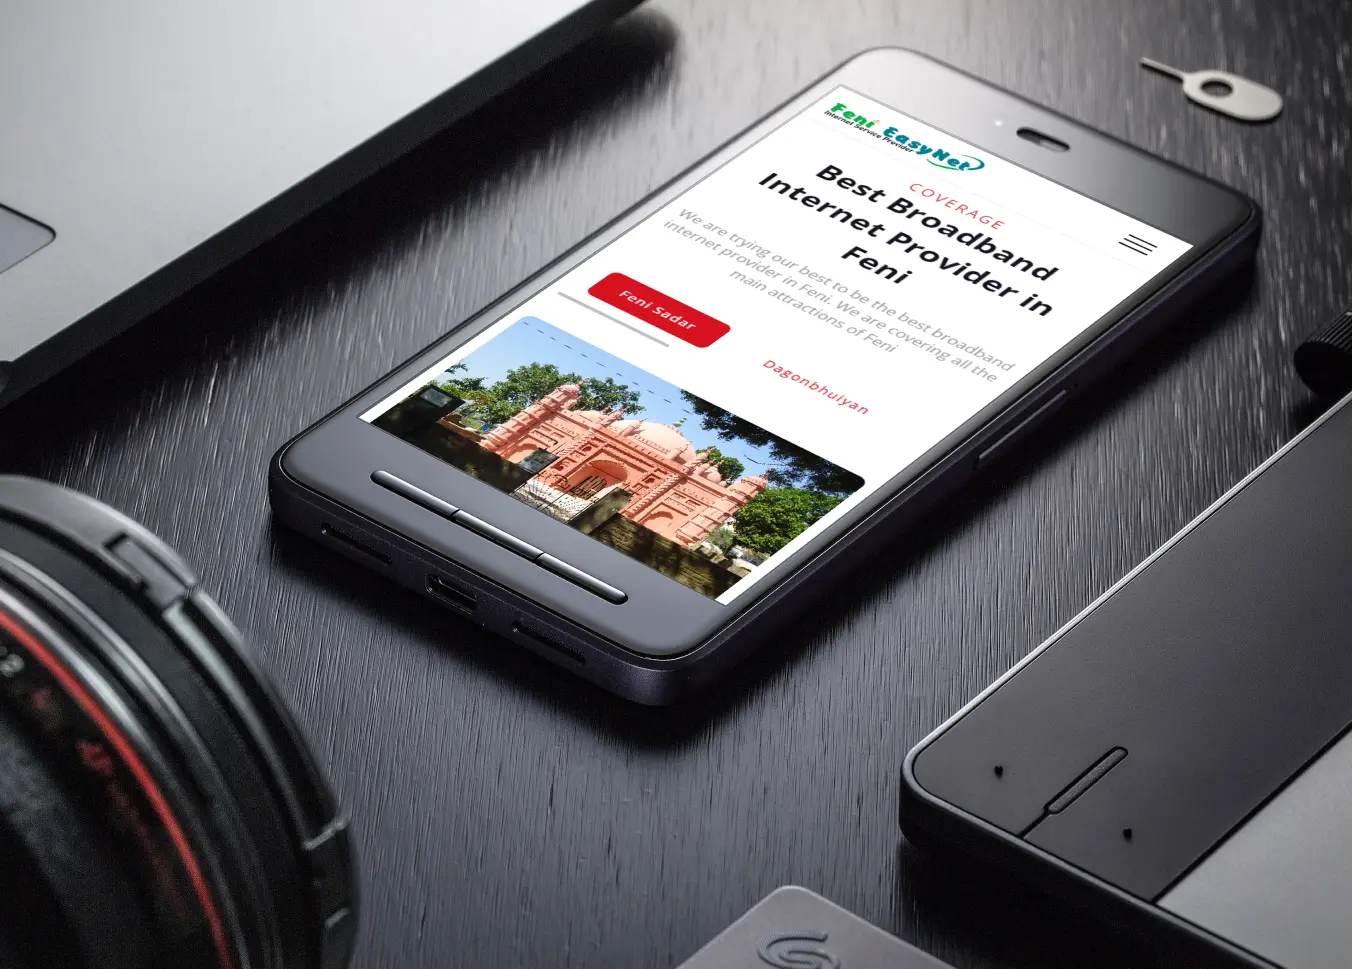 Feni EasyNet
Internet Service Provider
COVERAGE
Best Broadband
Internet Provider in
Feni
We are trying our best to be the best broadband
internet provider in Feni. We are covering all the
main attractions of Feni
Feni Sadar
Dagonbhuiyan